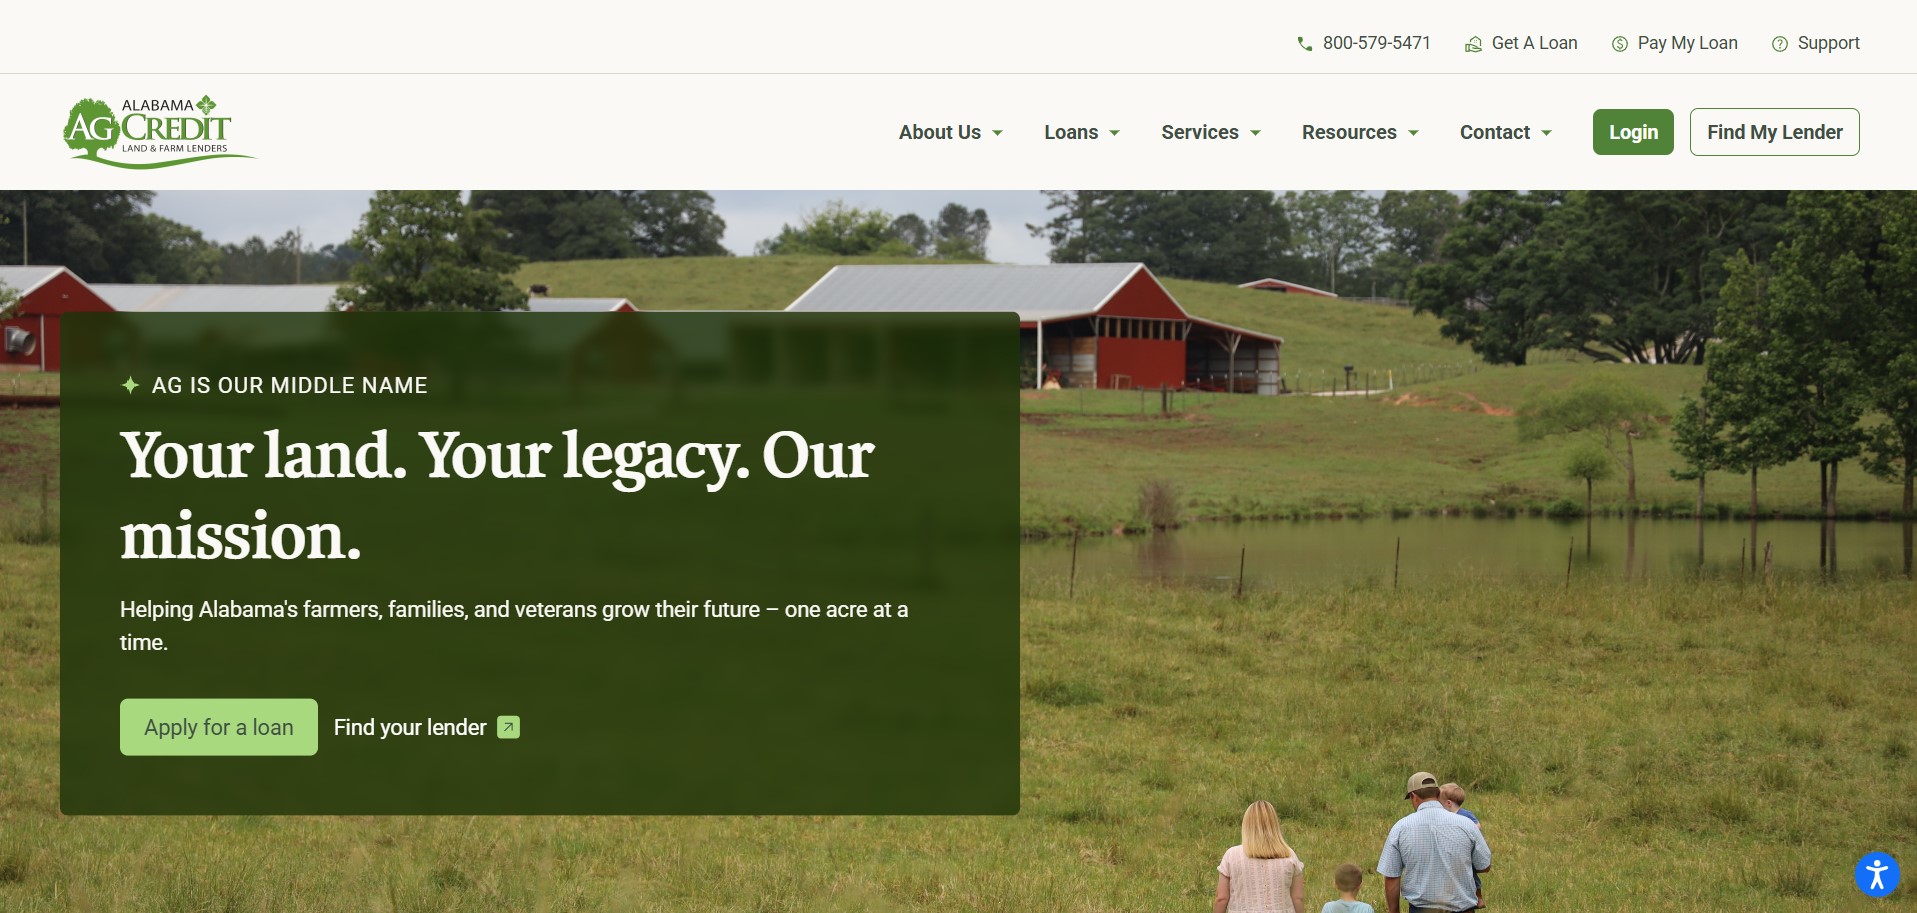 800-579-5471
Get A Loan
Pay My Loan
Support
ALABAMA
AG CREDIT
LAND & FARM LENDERS
About Us
Loans
Services
Resources
Contact
Login
Find My Lender
AG IS OUR MIDDLE NAME
Your land. Your legacy. Our
mission.
Helping Alabama's farmers, families, and veterans grow their future – one acre at a
time.
Apply for a loan
Find your lender